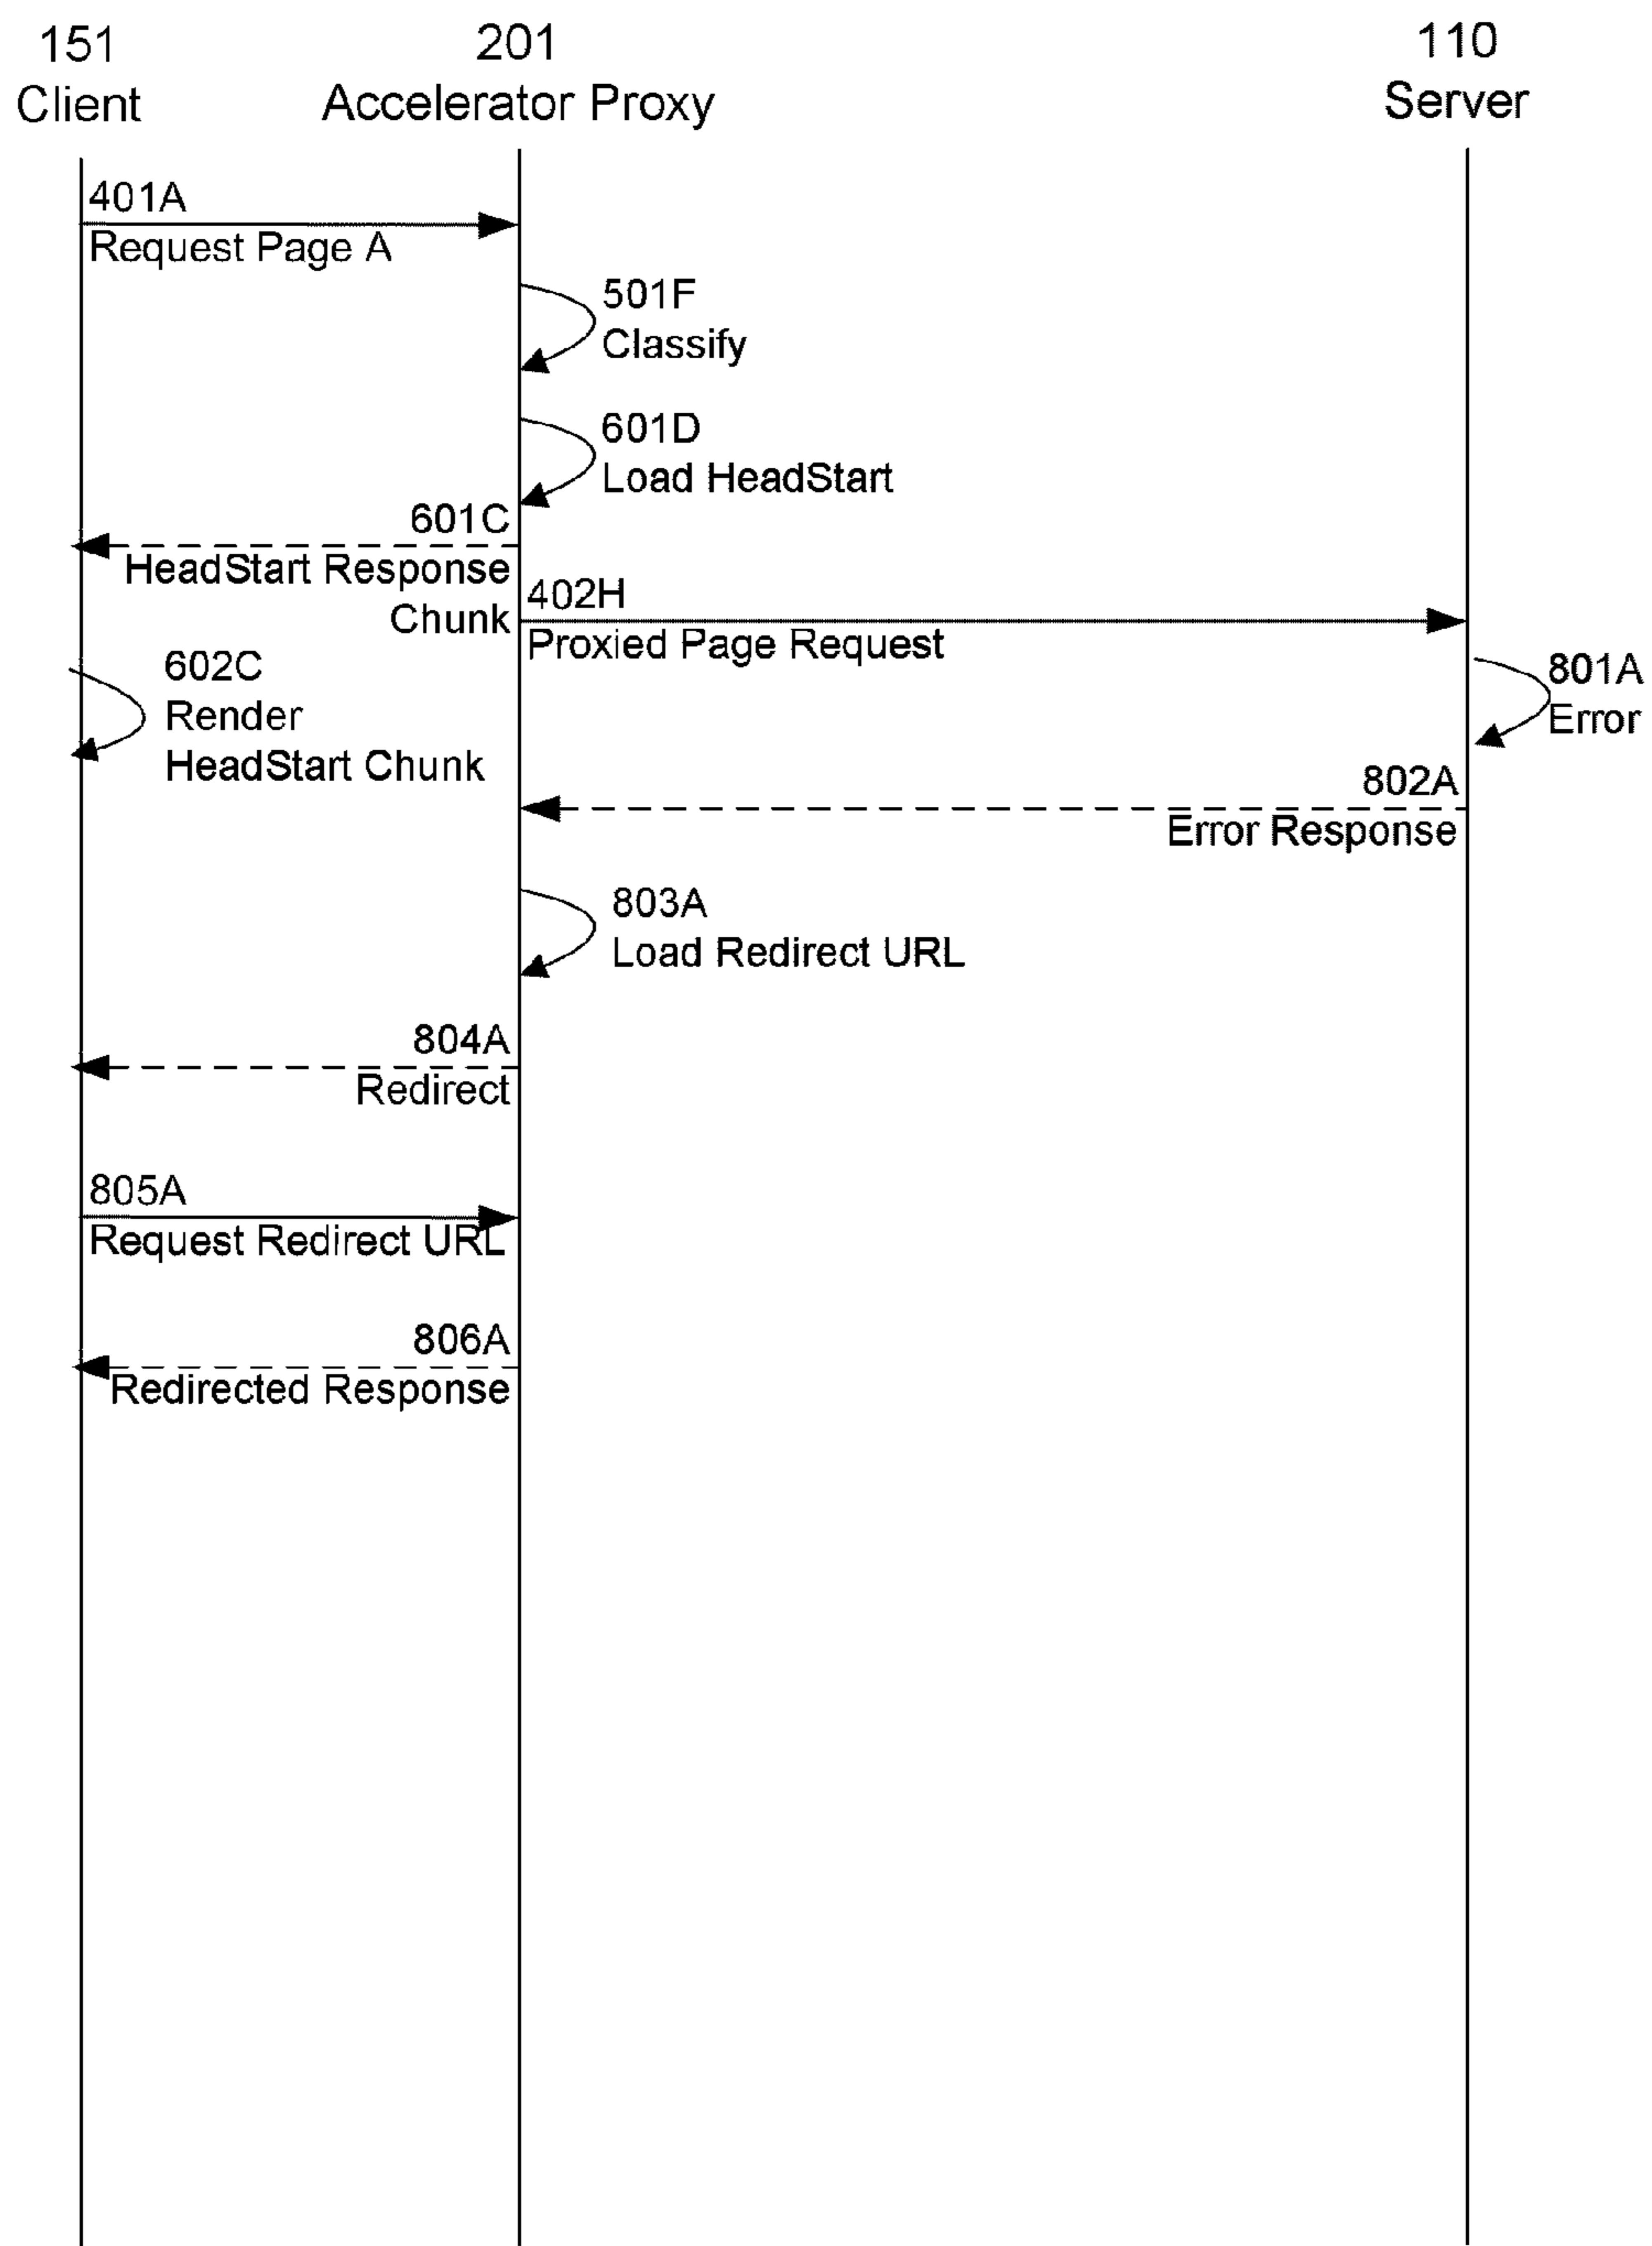 151
Client
201
Accelerator Proxy
110
Server
401A
Request Page A
501F
Classify
601D
Load HeadStart
601C
HeadStart Response
Chunk
402H
Proxied Page Request
602C
Render
HeadStart Chunk
801A
Error
802A
Error Response
803A
Load Redirect URL
804A
Redirect
805A
Request Redirect URL
806A
Redirected Response